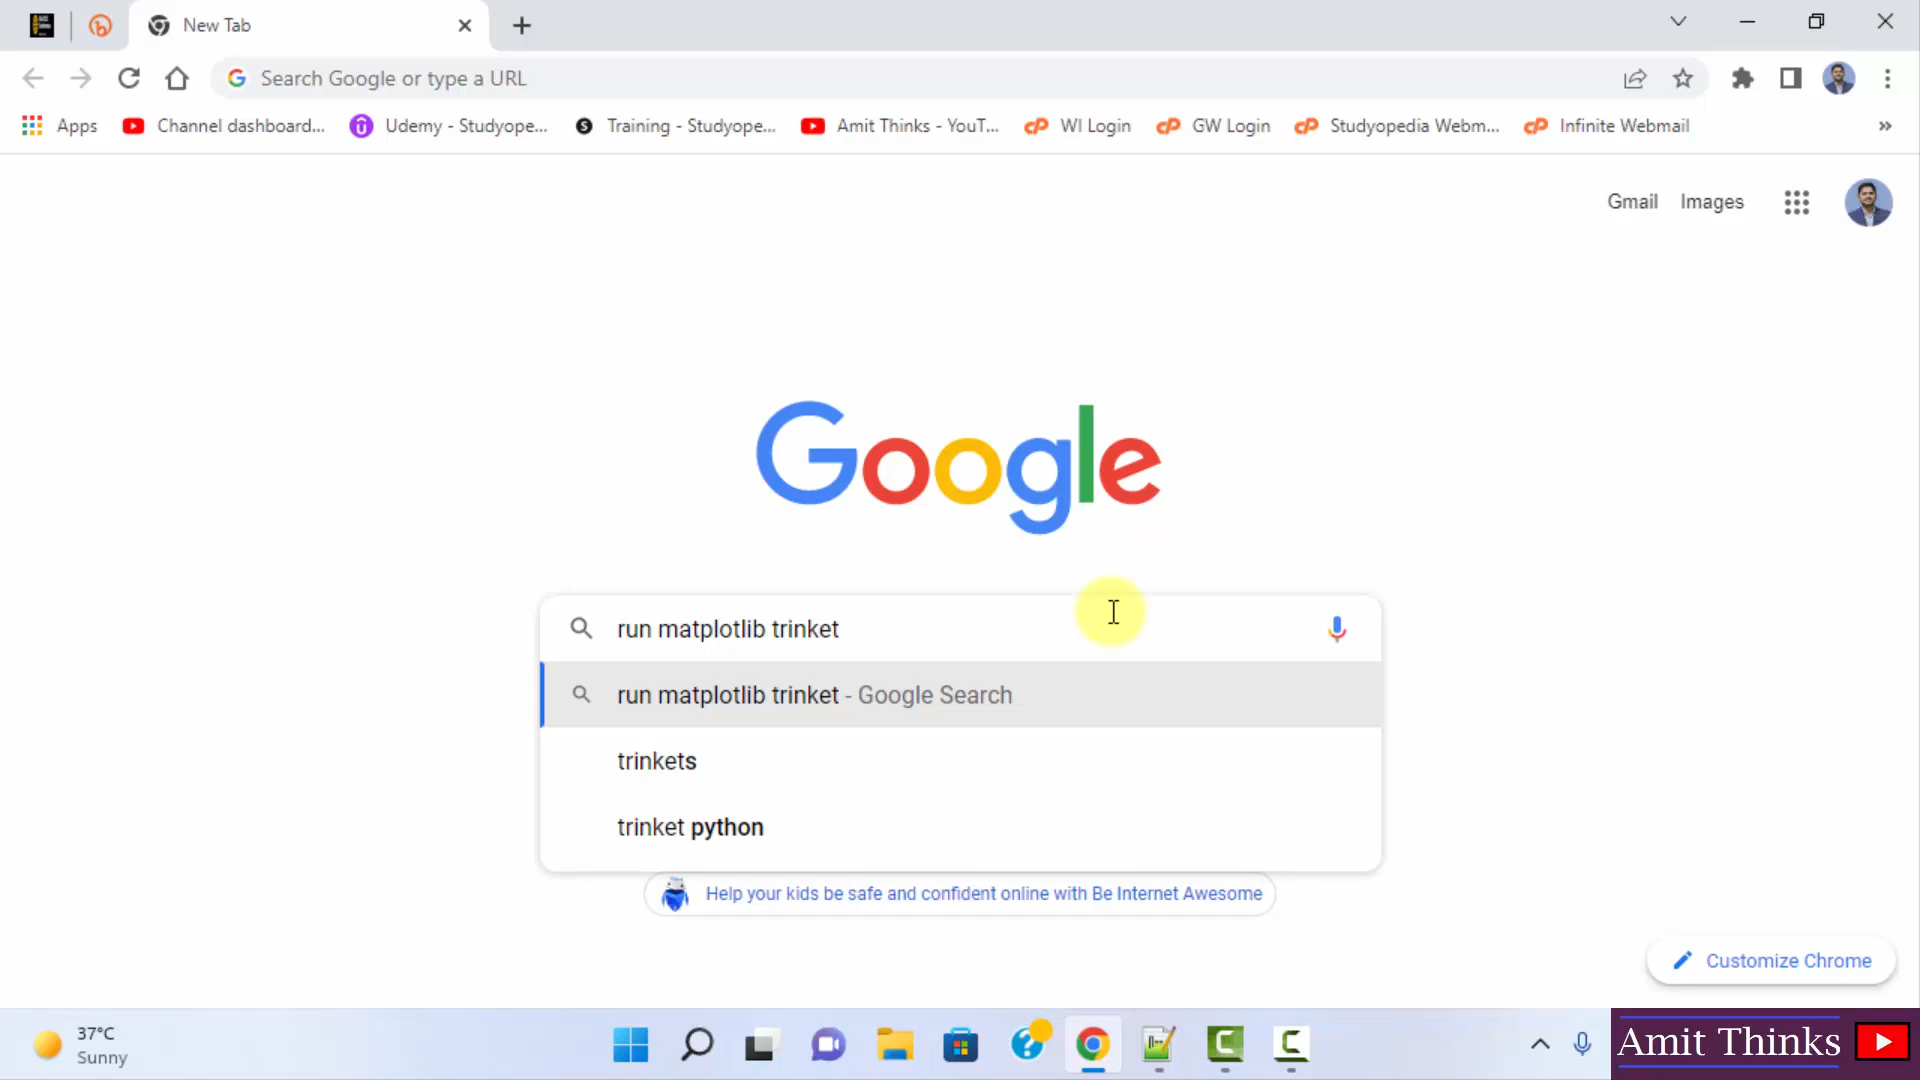 New Tab
Search Google or type a URL
Apps
Channel dashboard...
Udemy - Studyope...
Training - Studyope...
Amit Thinks - YouT...
WI Login
GW Login
Studyopedia Webm...
Infinite Webmail
Gmail Images
Google
run matplotlib trinket
run matplotlib trinket - Google Search
trinkets
trinket python
Help your kids be safe and confident online with Be Internet Awesome
Customize Chrome
37°C
Sunny
Amit Thinks